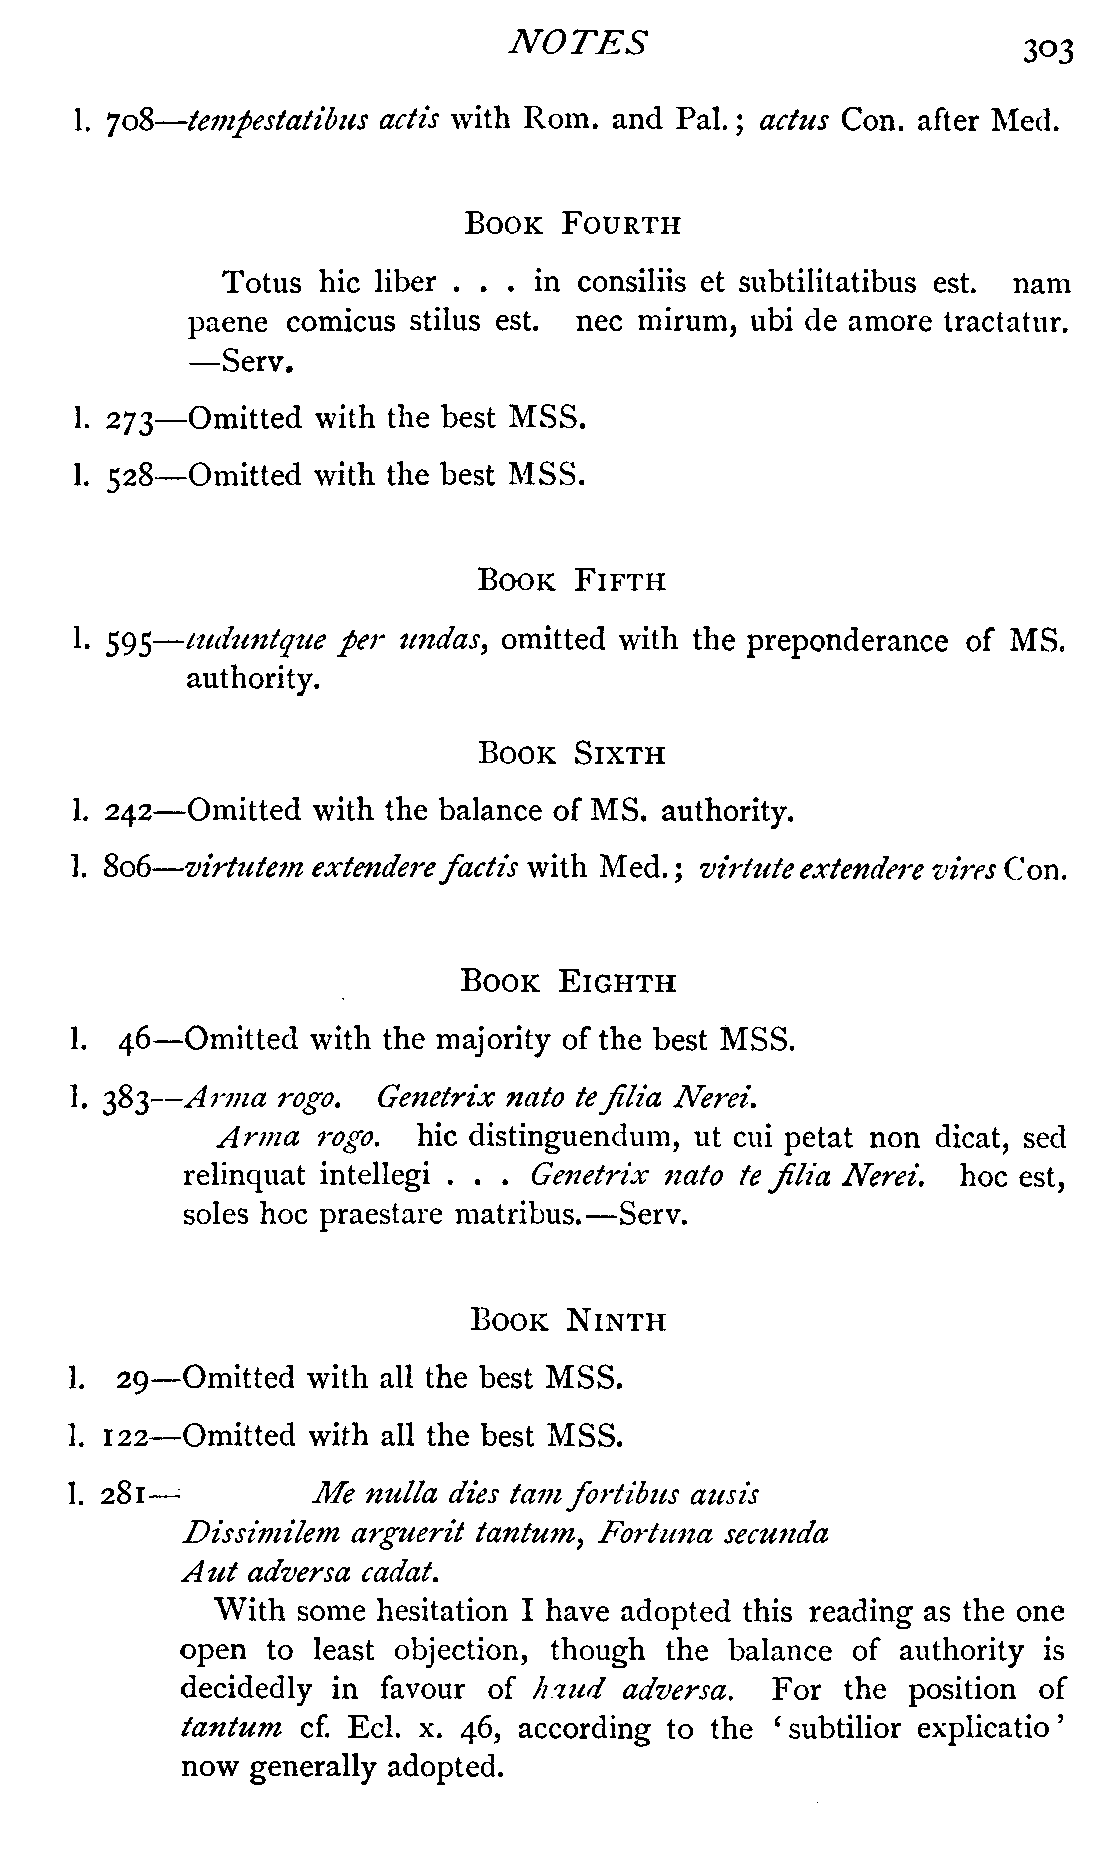 NOTES 303
l. 708—tempestatibus actis with Rom. and Pal.; actus Con. after Med.
BOOK FOURTH
Totus hic liber . . . in consiliis et subtilitatibus est. nam
paene comicus stilus est. nec mirum, ubi de amore tractatur.
—Serv.
l. 273—Omitted with the best MSS.
l. 528—Omitted with the best MSS.
BOOK FIFTH
l. 595—luduntque per undas, omitted with the preponderance of MS.
authority.
BOOK SIXTH
l. 242—Omitted with the balance of MS. authority.
l. 806—virtutem extendere factis with Med.; virtute extendere vires Con.
BOOK EIGHTH
l. 46—Omitted with the majority of the best MSS.
l. 383—Arma rogo. Genetrix nato te filia Nerei.
Arma rogo. hic distinguendum, ut cui petat non dicat, sed
relinquat intellegi . . . Genetrix nato te filia Nerei. hoc est,
soles hoc praestare matribus.—Serv.
BOOK NINTH
l. 29—Omitted with all the best MSS.
l. 122—Omitted with all the best MSS.
l. 281— Me nulla dies tam fortibus ausis
Dissimilem arguerit tantum, Fortuna secunda
Aut adversa cadat.
With some hesitation I have adopted this reading as the one
open to least objection, though the balance of authority is
decidedly in favour of haud adversa. For the position of
tantum cf. Ecl. x. 46, according to the ‘subtilior explicatio’
now generally adopted.